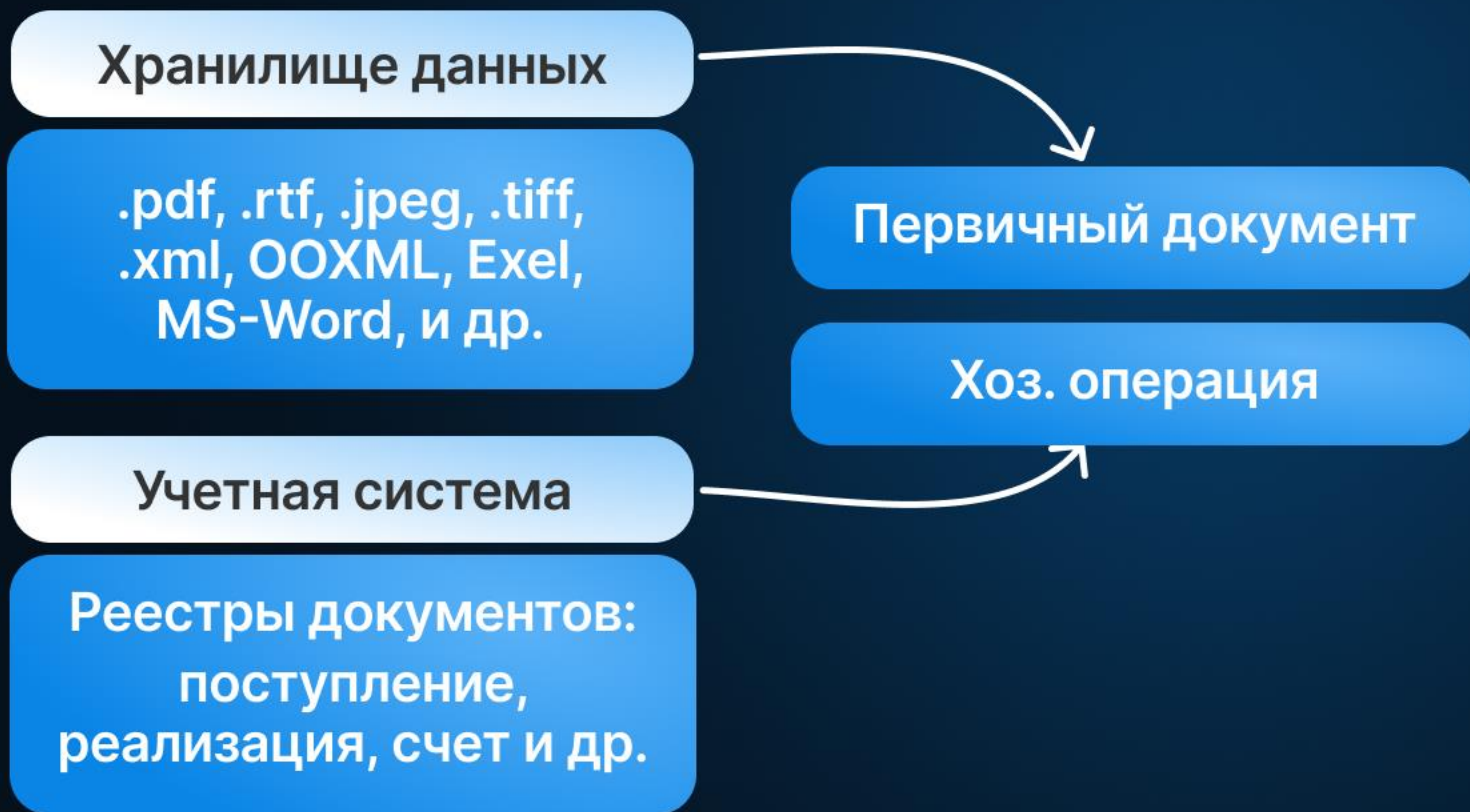 Хранилище данных
.pdf, .rtf, .jpeg, .tiff,
.xml, OOXML, Exel,
MS-Word, и др.
Первичный документ
Хоз. операция
Учетная система
Реестры документов:
поступление,
реализация, счет и др.